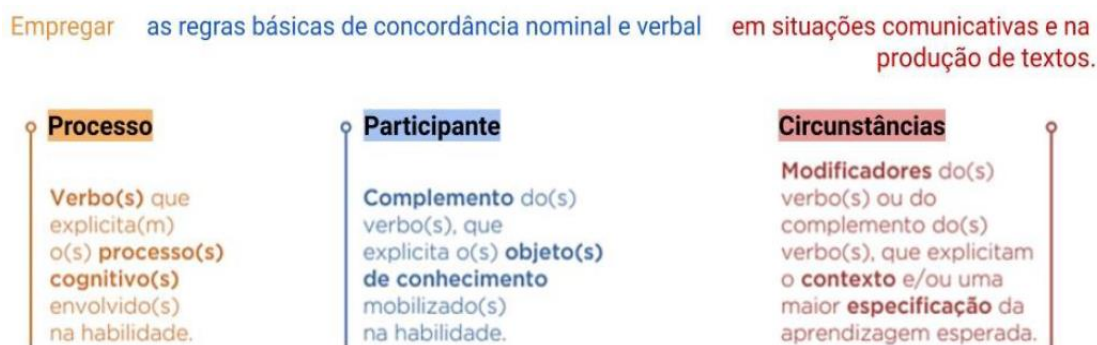 Empregar as regras básicas de concordância nominal e verbal em situações comunicativas e na
produção de textos.
Processo
Verbo(s) que
explicita(m)
o(s) processo(s)
cognitivo(s)
envolvido(s)
na habilidade.
Participante
Complemento do(s)
verbo(s), que
explicita o(s) objeto(s)
de conhecimento
mobilizado(s)
na habilidade.
Circunstâncias
Modificadores do(s)
verbo(s) ou do
complemento do(s)
verbo(s), que explicitam
o contexto e/ou uma
maior especificação da
aprendizagem esperada.